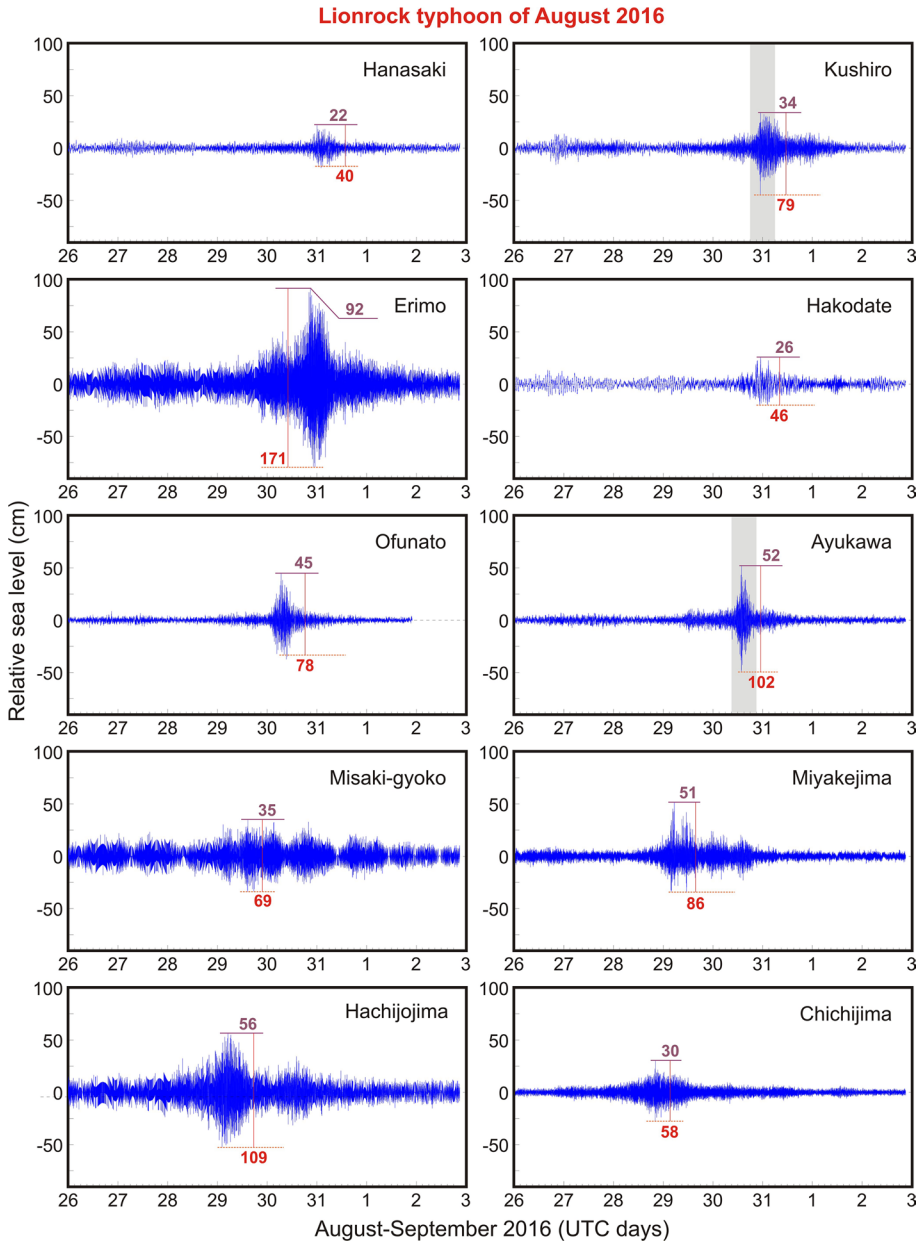 Lionrock typhoon of August 2016
100
50
0
-50
Hanasaki
22
40
26 27 28 29 30 31 1 2 3
100
50
0
-50
Kushiro
34
79
26 27 28 29 30 31 1 2 3
100
50
0
-50
Erimo
92
171
26 27 28 29 30 31 1 2 3
100
50
0
-50
Hakodate
26
46
26 27 28 29 30 31 1 2 3
Relative sea level (cm)
100
50
0
-50
Ofunato
45
78
26 27 28 29 30 31 1 2 3
100
50
0
-50
Ayukawa
52
102
26 27 28 29 30 31 1 2 3
100
50
0
-50
Misaki-gyoko
35
69
26 27 28 29 30 31 1 2 3
100
50
0
-50
Miyakejima
51
86
26 27 28 29 30 31 1 2 3
100
50
0
-50
Hachijojima
56
109
26 27 28 29 30 31 1 2 3
100
50
0
-50
Chichijima
30
58
26 27 28 29 30 31 1 2 3
August-September 2016 (UTC days)